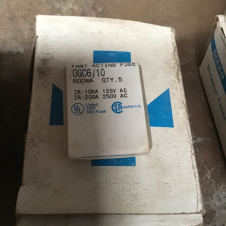 FAST ACTING FUSE
GGC6/10
600mA QTY.5
IR:10KA 125V AC
IR:200A 250V AC